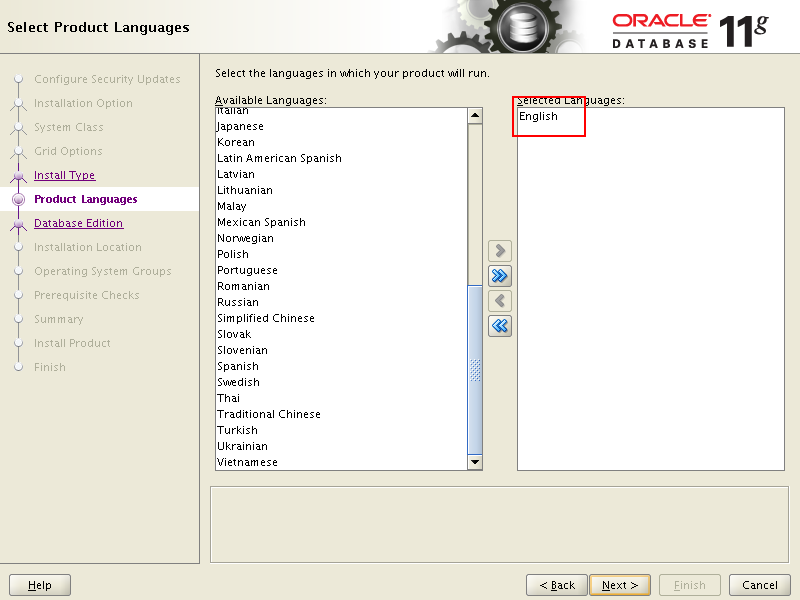 Select Product Languages
ORACLE
DATABASE
11g
Configure Security Updates
Installation Option
System Class
Grid Options
Install Type
Product Languages
Database Edition
Installation Location
Operating System Groups
Prerequisite Checks
Summary
Install Product
Finish
Select the languages in which your product will run.
Available Languages:
Italian
Japanese
Korean
Latin American Spanish
Latvian
Lithuanian
Malay
Mexican Spanish
Norwegian
Polish
Portuguese
Romanian
Russian
Simplified Chinese
Slovak
Slovenian
Spanish
Swedish
Thai
Traditional Chinese
Turkish
Ukrainian
Vietnamese
Selected Languages:
English
Help
< Back
Next >
Finish
Cancel